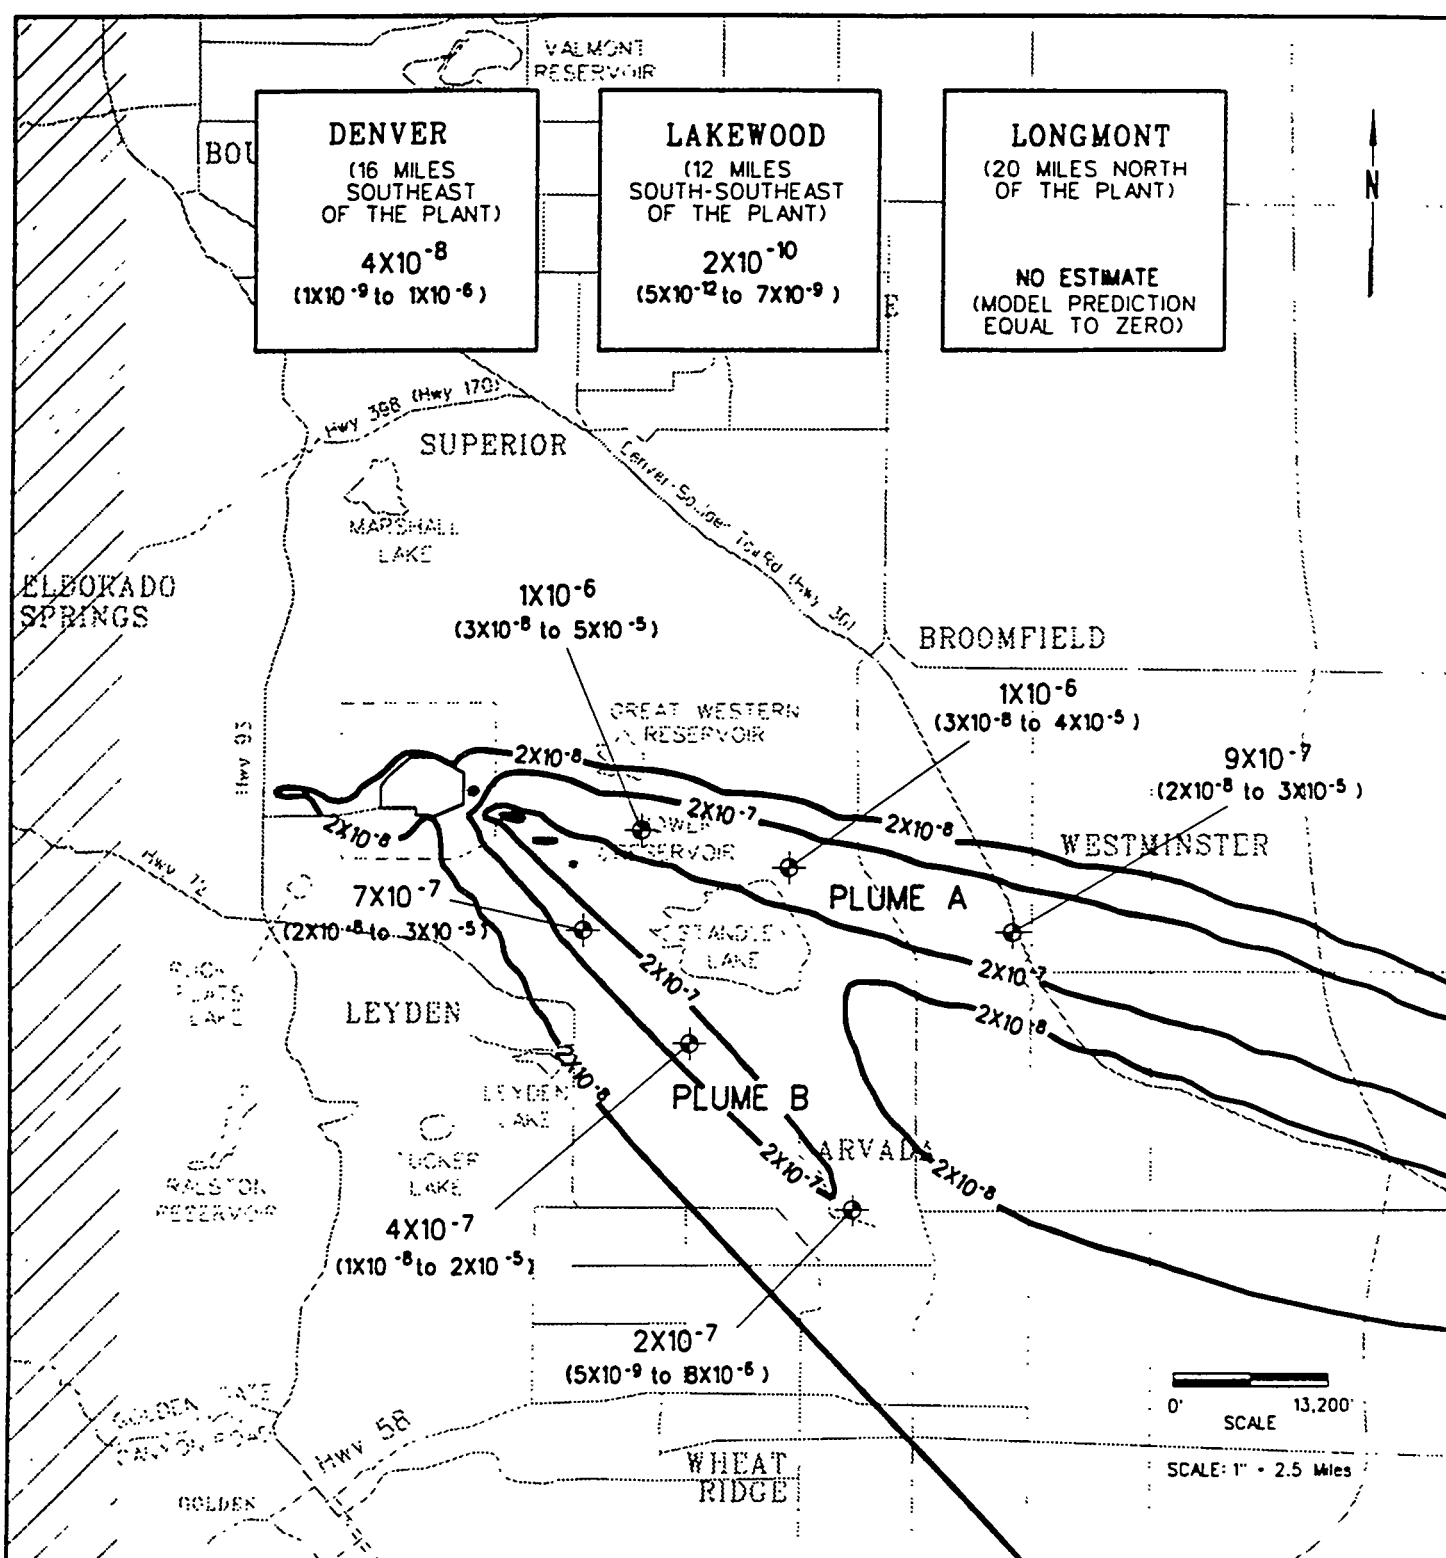 VALMONT
RESERVOIR
BOU
DENVER
(16 MILES
SOUTHEAST
OF THE PLANT)
4X10⁻⁸
(1X10⁻⁹ to 1X10⁻⁶)
LAKEWOOD
(12 MILES
SOUTH-SOUTHEAST
OF THE PLANT)
2X10⁻¹⁰
(5X10⁻¹² to 7X10⁻⁹)
LONGMONT
(20 MILES NORTH
OF THE PLANT)
NO ESTIMATE
(MODEL PREDICTION
EQUAL TO ZERO)
N
E
Hwy 398 (Hwy 170)
SUPERIOR
MARSHALL
LAKE
ELDORADO
SPRINGS
1X10⁻⁶
(3X10⁻⁸ to 5X10⁻⁵)
BROOMFIELD
1X10⁻⁶
(3X10⁻⁸ to 4X10⁻⁵)
GREAT WESTERN
RESERVOIR
Hwy 93
9X10⁻⁷
(2X10⁻⁸ to 3X10⁻⁵)
2X10⁻⁸
2X10⁻⁷
2X10⁻⁸
2X10⁻⁸
RESERVOIR
WESTMINSTER
Hwy 72
PLUME A
7X10⁻⁷
(2X10⁻⁸ to 3X10⁻⁵)
LAKE
2X10⁻⁷
2X10⁻⁷
LAKE
LEYDEN
2X10⁻⁸
2X10⁻⁸
LEYDEN
LAKE
PLUME B
ARVADA
2X10⁻⁷
2X10⁻⁸
TUCKER
LAKE
RALSTON
RESERVOIR
4X10⁻⁷
(1X10⁻⁸ to 2X10⁻⁵)
2X10⁻⁷
(5X10⁻⁹ to 8X10⁻⁶)
0' 13,200'
SCALE
SCALE: 1" = 2.5 Miles
CANYON ROAD
Hwy 58
GOLDEN
WHEAT
RIDGE